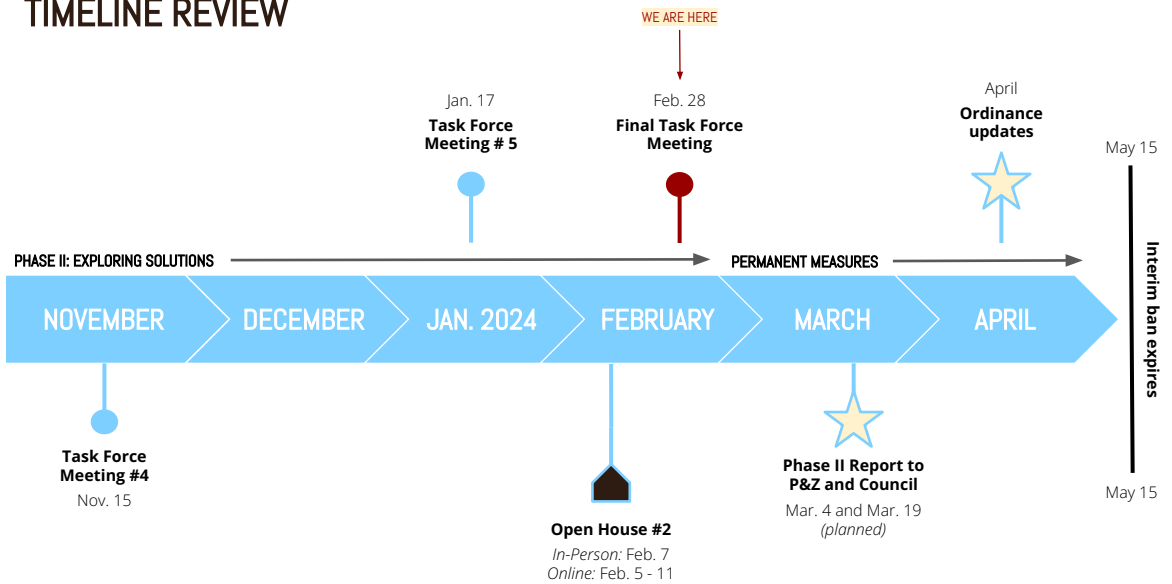 TIMELINE REVIEW
WE ARE HERE
Jan. 17
Task Force
Meeting # 5
Feb. 28
Final Task Force
Meeting
April
Ordinance
updates
May 15
PHASE II: EXPLORING SOLUTIONS
PERMANENT MEASURES
Interim ban expires
NOVEMBER
DECEMBER
JAN. 2024
FEBRUARY
MARCH
APRIL
Task Force
Meeting #4
Nov. 15
Open House #2
In-Person: Feb. 7
Online: Feb. 5 - 11
Phase II Report to
P&Z and Council
Mar. 4 and Mar. 19
(planned)
May 15